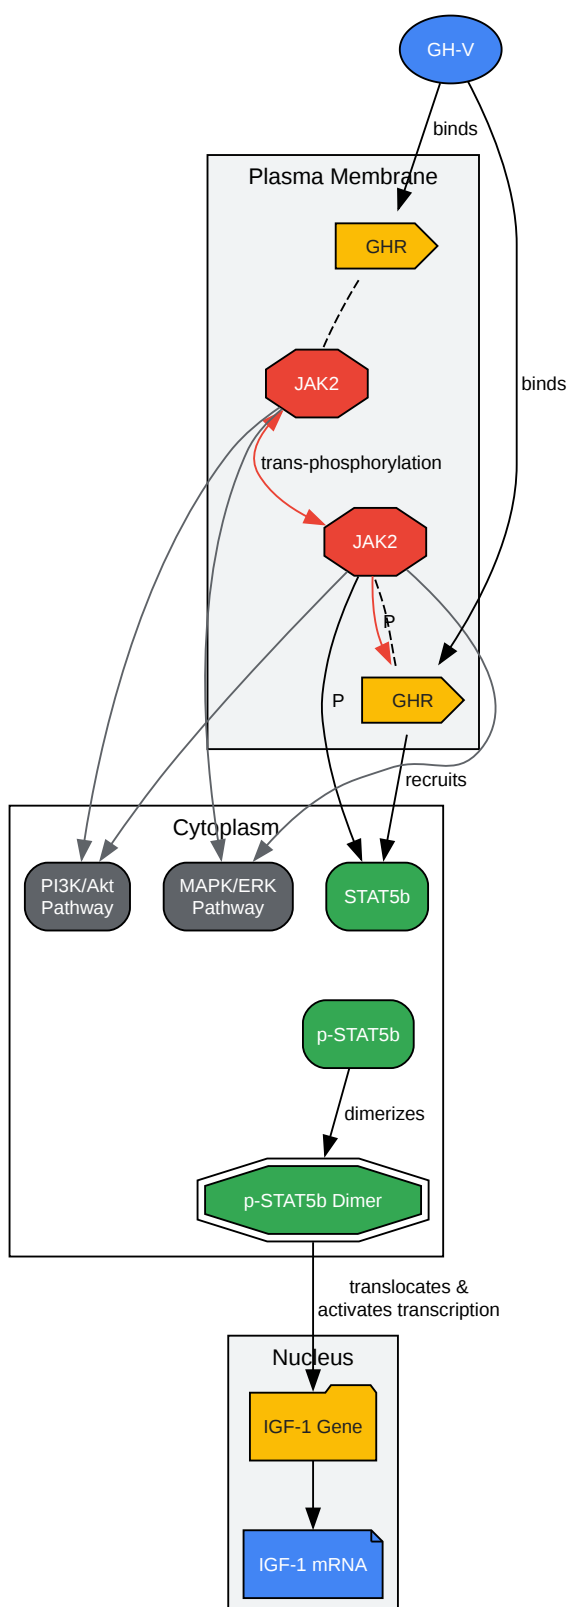 GH-V
binds
Plasma Membrane
GHR
JAK2
binds
trans-phosphorylation
JAK2
P
P
GHR
recruits
Cytoplasm
PI3K/Akt
Pathway
MAPK/ERK
Pathway
STAT5b
p-STAT5b
dimerizes
p-STAT5b Dimer
translocates &
activates transcription
Nucleus
IGF-1 Gene
IGF-1 mRNA